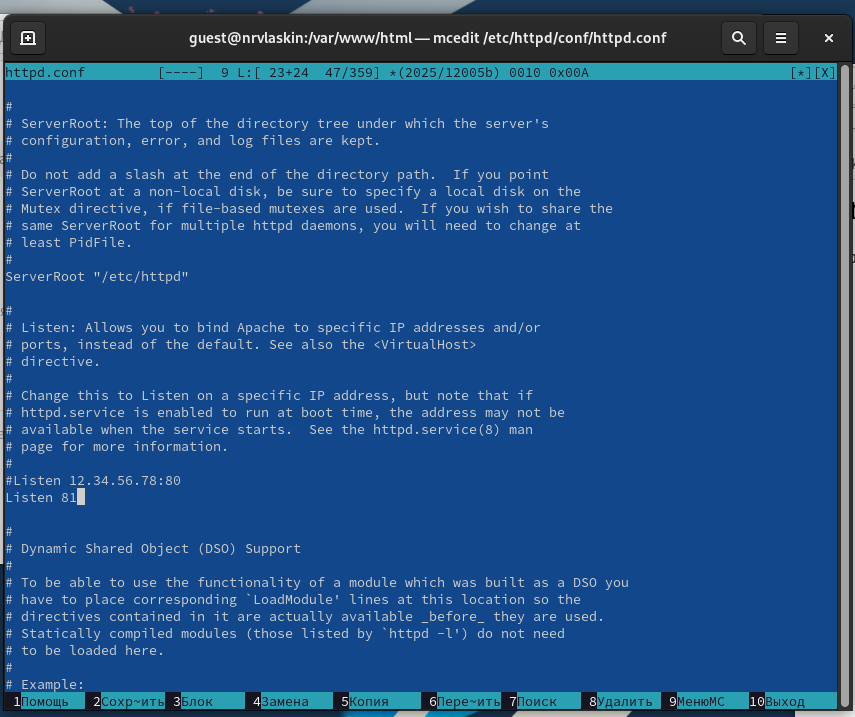 guest@nrvlaskin:/var/www/html — mcedit /etc/httpd/conf/httpd.conf
httpd.conf         [----]  9 L:[ 23+24  47/359] *(2025/12005b) 0010 0x00A                         [*][X]
#
# ServerRoot: The top of the directory tree under which the server's
# configuration, error, and log files are kept.
#
# Do not add a slash at the end of the directory path.  If you point
# ServerRoot at a non-local disk, be sure to specify a local disk on the
# Mutex directive, if file-based mutexes are used.  If you wish to share the
# same ServerRoot for multiple httpd daemons, you will need to change at
# least PidFile.
#
ServerRoot "/etc/httpd"
#
# Listen: Allows you to bind Apache to specific IP addresses and/or
# ports, instead of the default. See also the <VirtualHost>
# directive.
#
# Change this to Listen on a specific IP address, but note that if
# httpd.service is enabled to run at boot time, the address may not be
# available when the service starts.  See the httpd.service(8) man
# page for more information.
#
#Listen 12.34.56.78:80
Listen 81
#
# Dynamic Shared Object (DSO) Support
#
# To be able to use the functionality of a module which was built as a DSO you
# have to place corresponding `LoadModule' lines at this location so the
# directives contained in it are actually available _before_ they are used.
# Statically compiled modules (those listed by `httpd -l') do not need
# to be loaded here.
#
# Example:
1Помощь 2Сохр~ить 3Блок 4Замена 5Копия 6Пере~ить 7Поиск 8Удалить 9МенюMC 10Выход